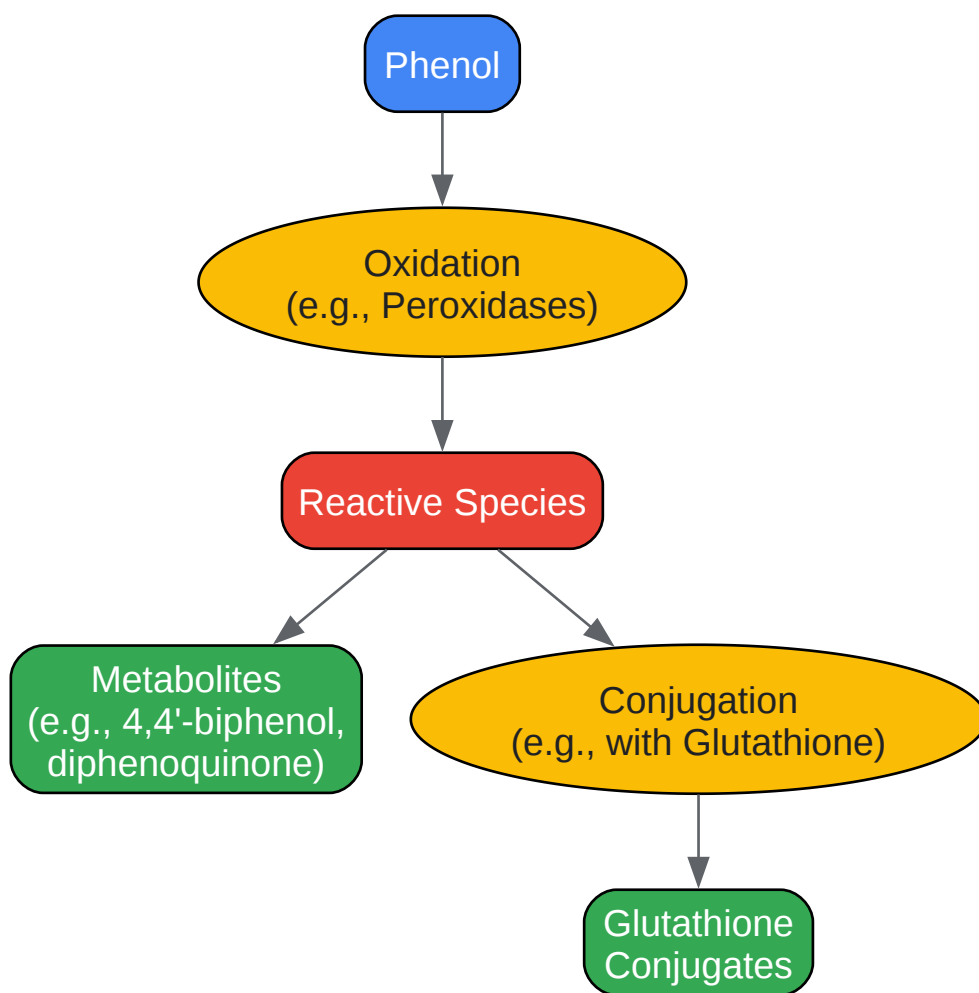 Phenol
Oxidation
(e.g., Peroxidases)
Reactive Species
Metabolites
(e.g., 4,4'-biphenol,
diphenoquinone)
Conjugation
(e.g., with Glutathione)
Glutathione
Conjugates